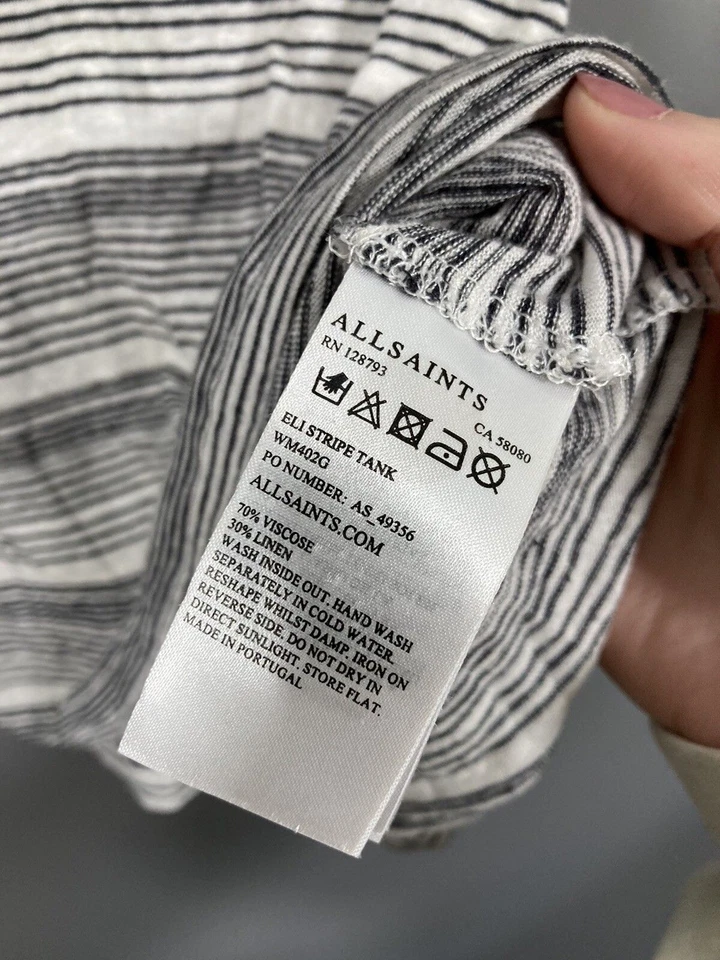 ALLSAINTS
RN 128793
CA 58080
ELI STRIPE TANK
WM402G
PO NUMBER: AS_49356
ALLSAINTS.COM
70% VISCOSE
30% LINEN
WASH INSIDE OUT. HAND WASH
SEPARATELY IN COLD WATER.
RESHAPE WHILST DAMP. IRON ON
REVERSE SIDE. DO NOT DRY IN
DIRECT SUNLIGHT. STORE FLAT.
MADE IN PORTUGAL